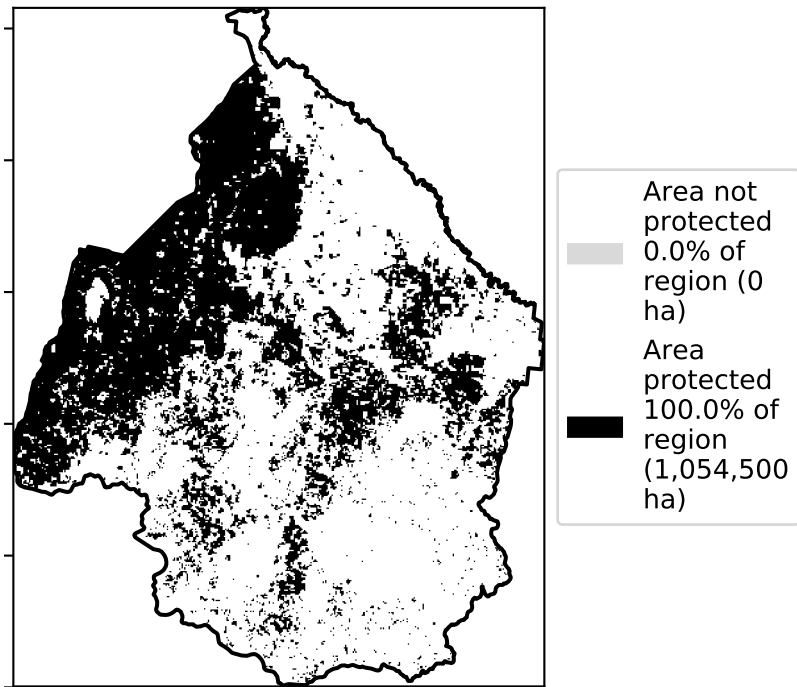 Area not
protected
0.0% of
region (0
ha)
Area
protected
100.0% of
region
(1,054,500
ha)